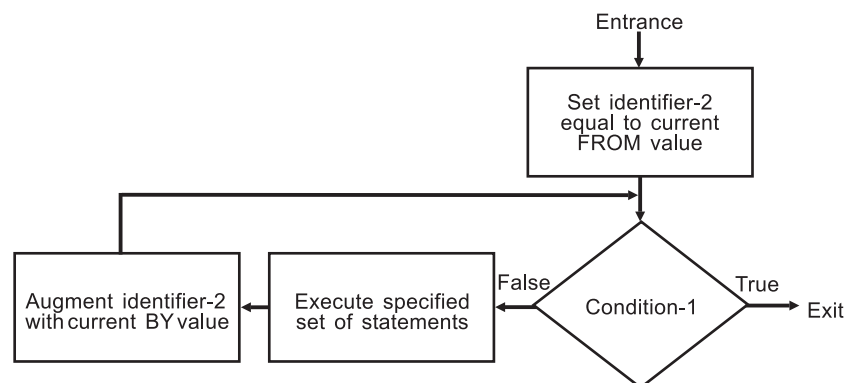 Entrance
Set identifier-2
equal to current
FROM value
False
True
Condition-1
Exit
Execute specified
set of statements
Augment identifier-2
with current BY value